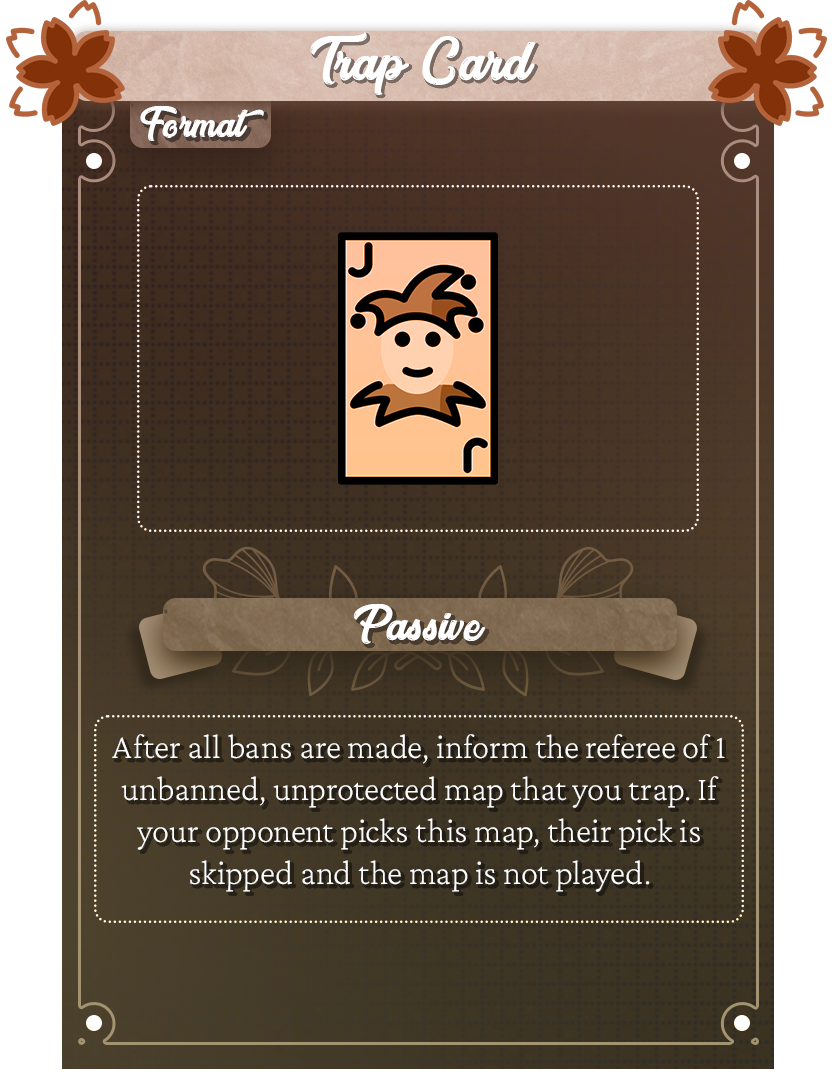 Trap Card
Format
J
J
Passive
After all bans are made, inform the referee of 1
unbanned, unprotected map that you trap. If
your opponent picks this map, their pick is
skipped and the map is not played.